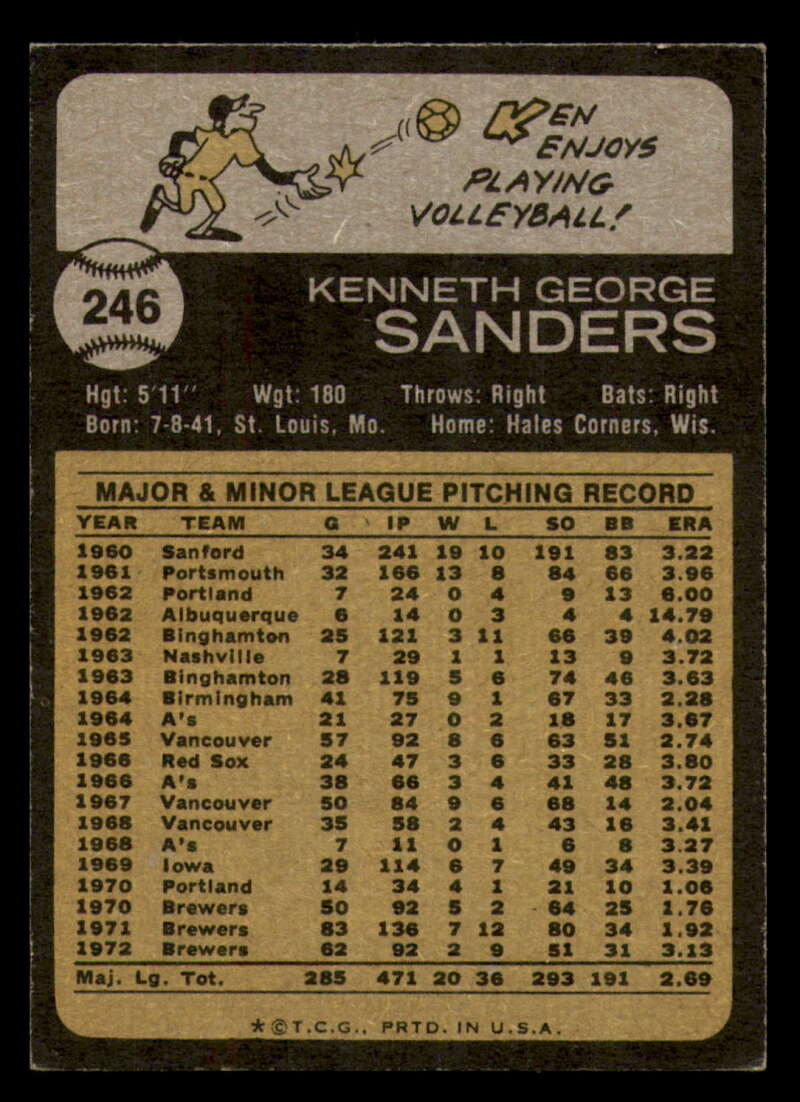 KEN
ENJOYS
PLAYING
VOLLEYBALL!
246
KENNETH GEORGE
SANDERS
Hgt: 5'11" Wgt: 180 Throws: Right Bats: Right
Born: 7-8-41, St. Louis, Mo. Home: Hales Corners, Wis.
MAJOR & MINOR LEAGUE PITCHING RECORD
YEAR TEAM G IP W L SO BB ERA
1960 Sanford 34 241 19 10 191 83 3.22
1961 Portsmouth 32 166 13 8 84 66 3.96
1962 Portland 7 24 0 4 9 13 6.00
1962 Albuquerque 6 14 0 3 4 4 14.79
1962 Binghamton 25 121 3 11 66 39 4.02
1963 Nashville 7 29 1 1 13 9 3.72
1963 Binghamton 28 119 5 6 74 46 3.63
1964 Birmingham 41 75 9 1 67 33 2.28
1964 A's 21 27 0 2 18 17 3.67
1965 Vancouver 57 92 8 6 63 51 2.74
1966 Red Sox 24 47 3 6 33 28 3.80
1966 A's 38 66 3 4 41 48 3.72
1967 Vancouver 50 84 9 6 68 14 2.04
1968 Vancouver 35 58 2 4 43 16 3.41
1968 A's 7 11 0 1 6 8 3.27
1969 Iowa 29 114 6 7 49 34 3.39
1970 Portland 14 34 4 1 21 10 1.06
1970 Brewers 50 92 5 2 64 25 1.76
1971 Brewers 83 136 7 12 80 34 1.92
1972 Brewers 62 92 2 9 51 31 3.13
Maj. Lg. Tot. 285 471 20 36 293 191 2.69
*©T.C.G., PRTD. IN U.S.A.